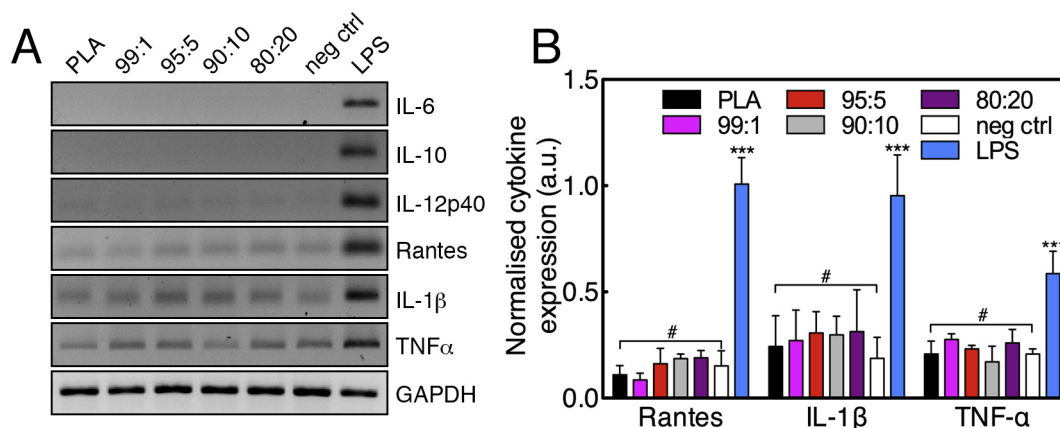 A
PLA 99:1 95:5 90:10 80:20 neg ctrl LPS
IL-6
IL-10
IL-12p40
Rantes
IL-1β
TNFα
GAPDH
B
Normalised cytokine
expression (a.u.)
1.5
1.0
0.5
0.0
PLA 95:5 80:20
99:1 90:10 neg ctrl
LPS
*** *** ***
# # #
Rantes IL-1β TNF-α